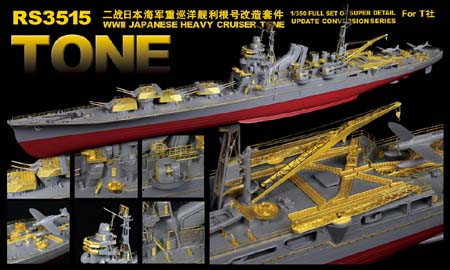 RS3515
二战日本海军重巡洋舰利根号改造套件
WWII JAPANESE HEAVY CRUISER TONE
1/350 FULL SET OF SUPER DETAIL
UPDATE CONVERSION SERIES
For T社
TONE